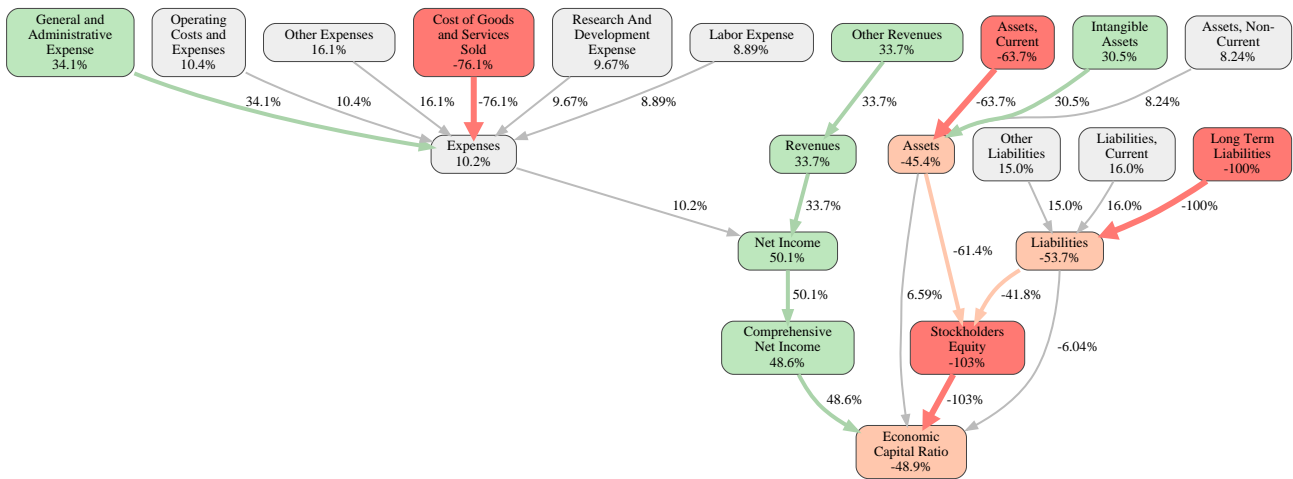 General and
Administrative
Expense
34.1%
Operating
Costs and
Expenses
10.4%
Other Expenses
16.1%
Cost of Goods
and Services
Sold
-76.1%
Research And
Development
Expense
9.67%
Labor Expense
8.89%
Other Revenues
33.7%
Assets,
Current
-63.7%
Intangible
Assets
30.5%
Assets, Non-
Current
8.24%
34.1%
10.4%
16.1%
-76.1%
9.67%
8.89%
33.7%
-63.7%
30.5%
8.24%
Expenses
10.2%
Revenues
33.7%
Assets
-45.4%
Other
Liabilities
15.0%
Liabilities,
Current
16.0%
Long Term
Liabilities
-100%
10.2%
33.7%
15.0%
16.0%
-100%
Net Income
50.1%
-61.4%
Liabilities
-53.7%
50.1%
6.59%
-41.8%
Comprehensive
Net Income
48.6%
Stockholders
Equity
-103%
-6.04%
48.6%
-103%
Economic
Capital Ratio
-48.9%